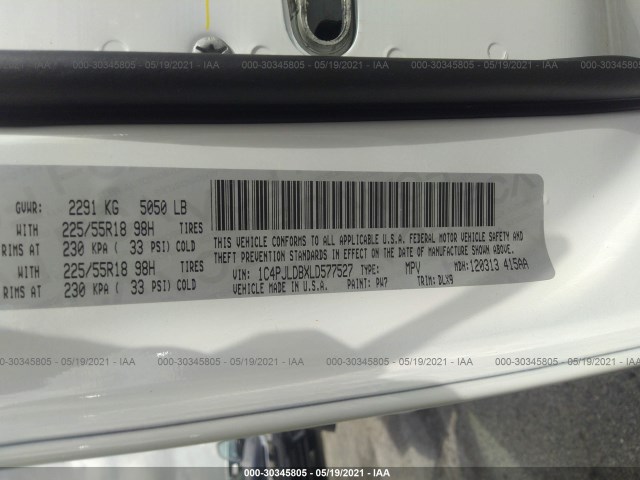 000-30345805 - 05/19/2021 - IAA
000-30345805 - 05/19/2021 - IAA
000-30345805 - 05/19/2021 - IAA
GVWR: 2291 KG 5050 LB
WITH 225/55R18 98H TIRES
RIMS AT 230 KPA ( 33 PSI) COLD
WITH 225/55R18 98H TIRES
RIMS AT 230 KPA ( 33 PSI) COLD
THIS VEHICLE CONFORMS TO ALL APPLICABLE U.S.A. FEDERAL MOTOR VEHICLE SAFETY AND
THEFT PREVENTION STANDARDS IN EFFECT ON THE DATE OF MANUFACTURE SHOWN ABOVE.
VIN: 1C4PJLDBXLD577527 TYPE: MPV MDH: 120313 415AA
VEHICLE MADE IN U.S.A. PAINT: PW7 TRIM: DLX9
000-30345805 - 05/19/2021 - IAA
000-30345805 - 05/19/2021 - IAA
000-30345805 - 05/19/2021 - IAA
000-30345805 - 05/19/2021 - IAA